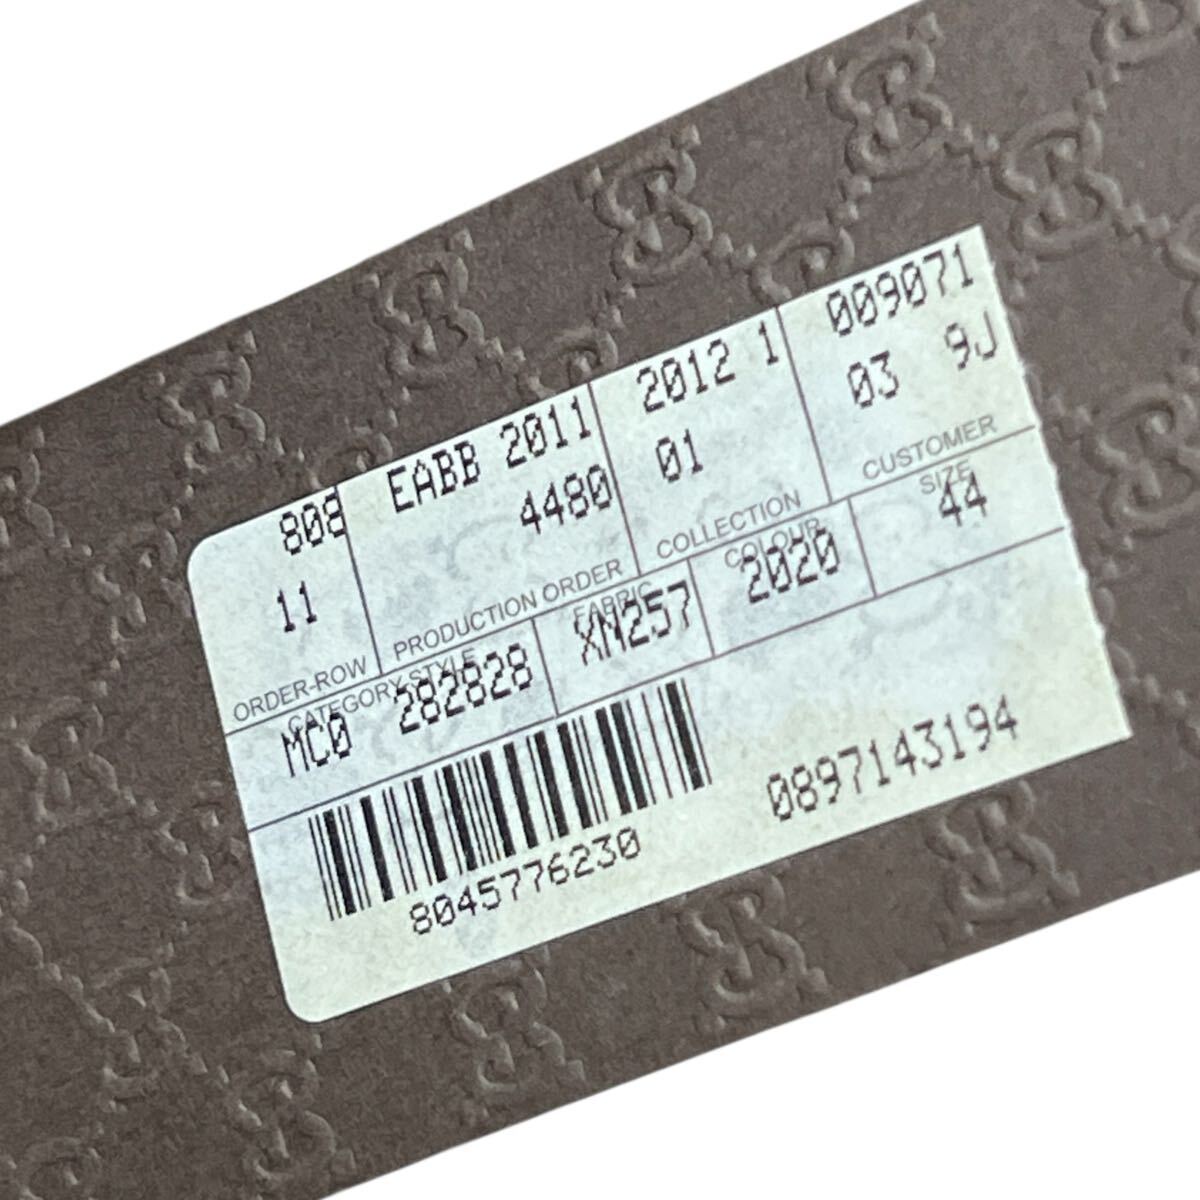 808 EABB 2011 2012 1 009071
11 4480 01 03 9J
ORDER-ROW PRODUCTION ORDER COLLECTION CUSTOMER
CATEGORY-STYLE FABRIC COLOUR SIZE
MC0 282828 XN257 2020 44
8045776230 0897143194